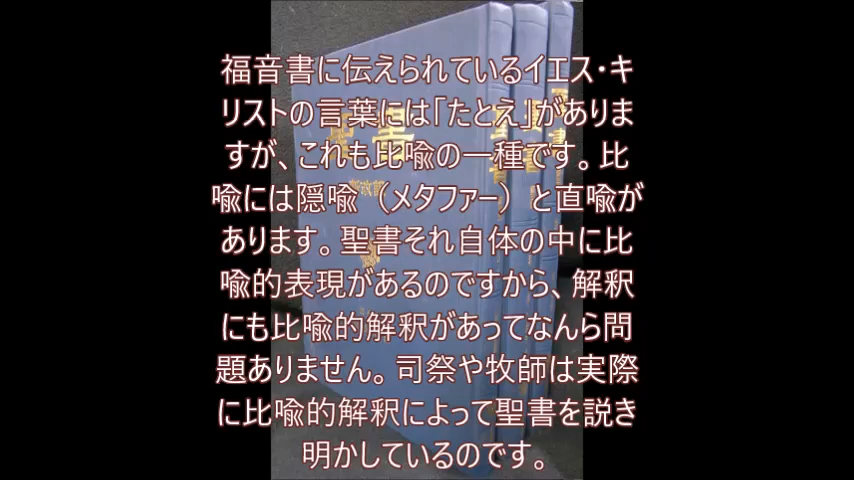 福音書に伝えられているイエス・キ
リストの言葉には「たとえ」がありま
すが、これも比喩の一種です。比
喩には隠喩（メタファー）と直喩が
あります。聖書それ自体の中に比
喩的表現があるのですから、解釈
にも比喩的解釈があってなんら問
題ありません。司祭や牧師は実際
に比喩的解釈によって聖書を説き
明かしているのです。
聖書